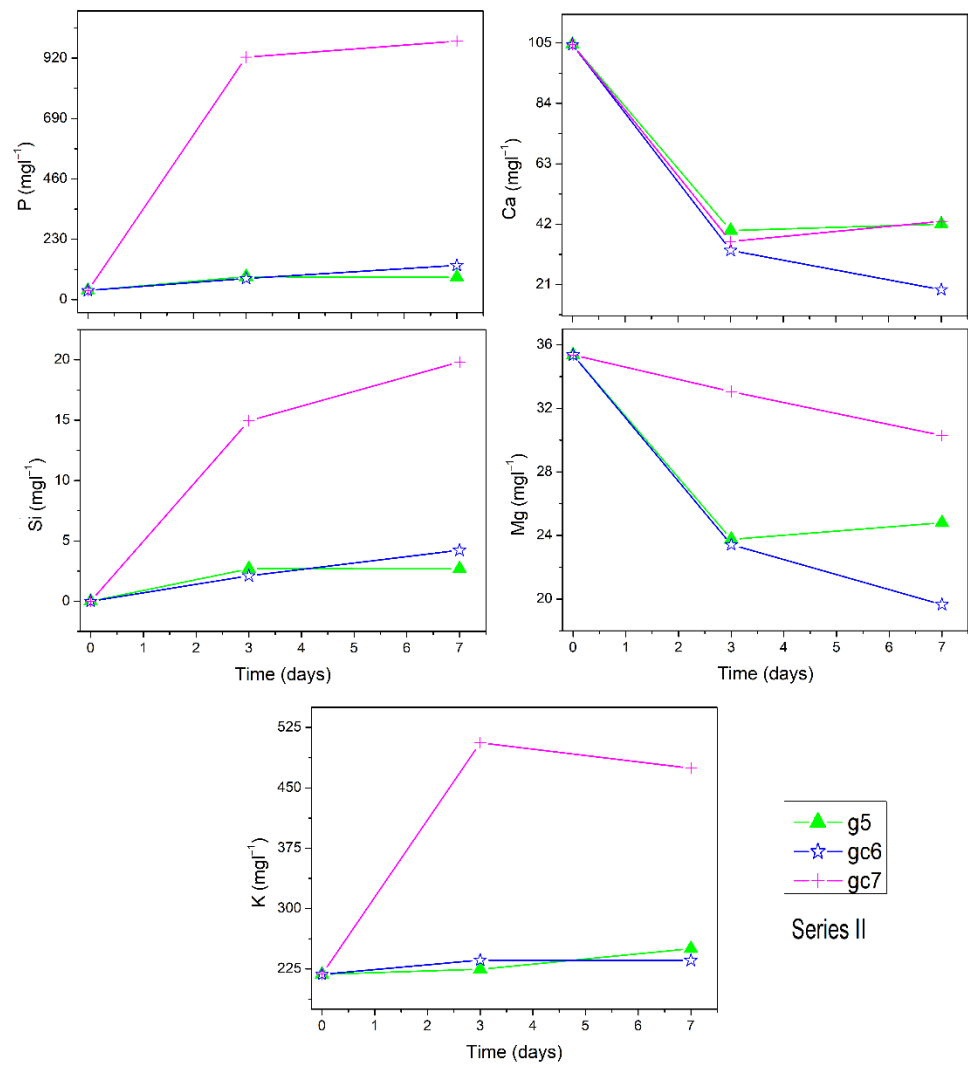 P (mgl⁻¹)
920
690
460
230
0
Ca (mgl⁻¹)
105
84
63
42
21
Si (mgl⁻¹)
20
15
10
5
0
0 1 2 3 4 5 6 7
Time (days)
Mg (mgl⁻¹)
36
32
28
24
20
0 1 2 3 4 5 6 7
Time (days)
K (mgl⁻¹)
525
450
375
300
225
0 1 2 3 4 5 6 7
Time (days)
g5
gc6
gc7
Series II